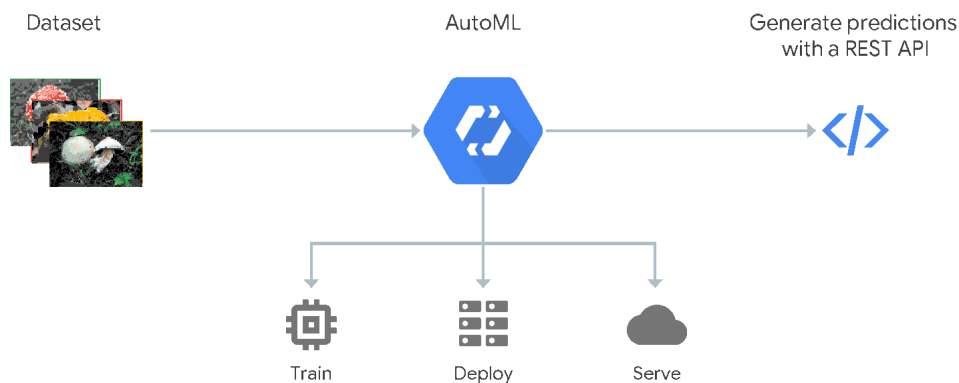 Dataset
AutoML
Generate predictions
with a REST API
Train
Deploy
Serve